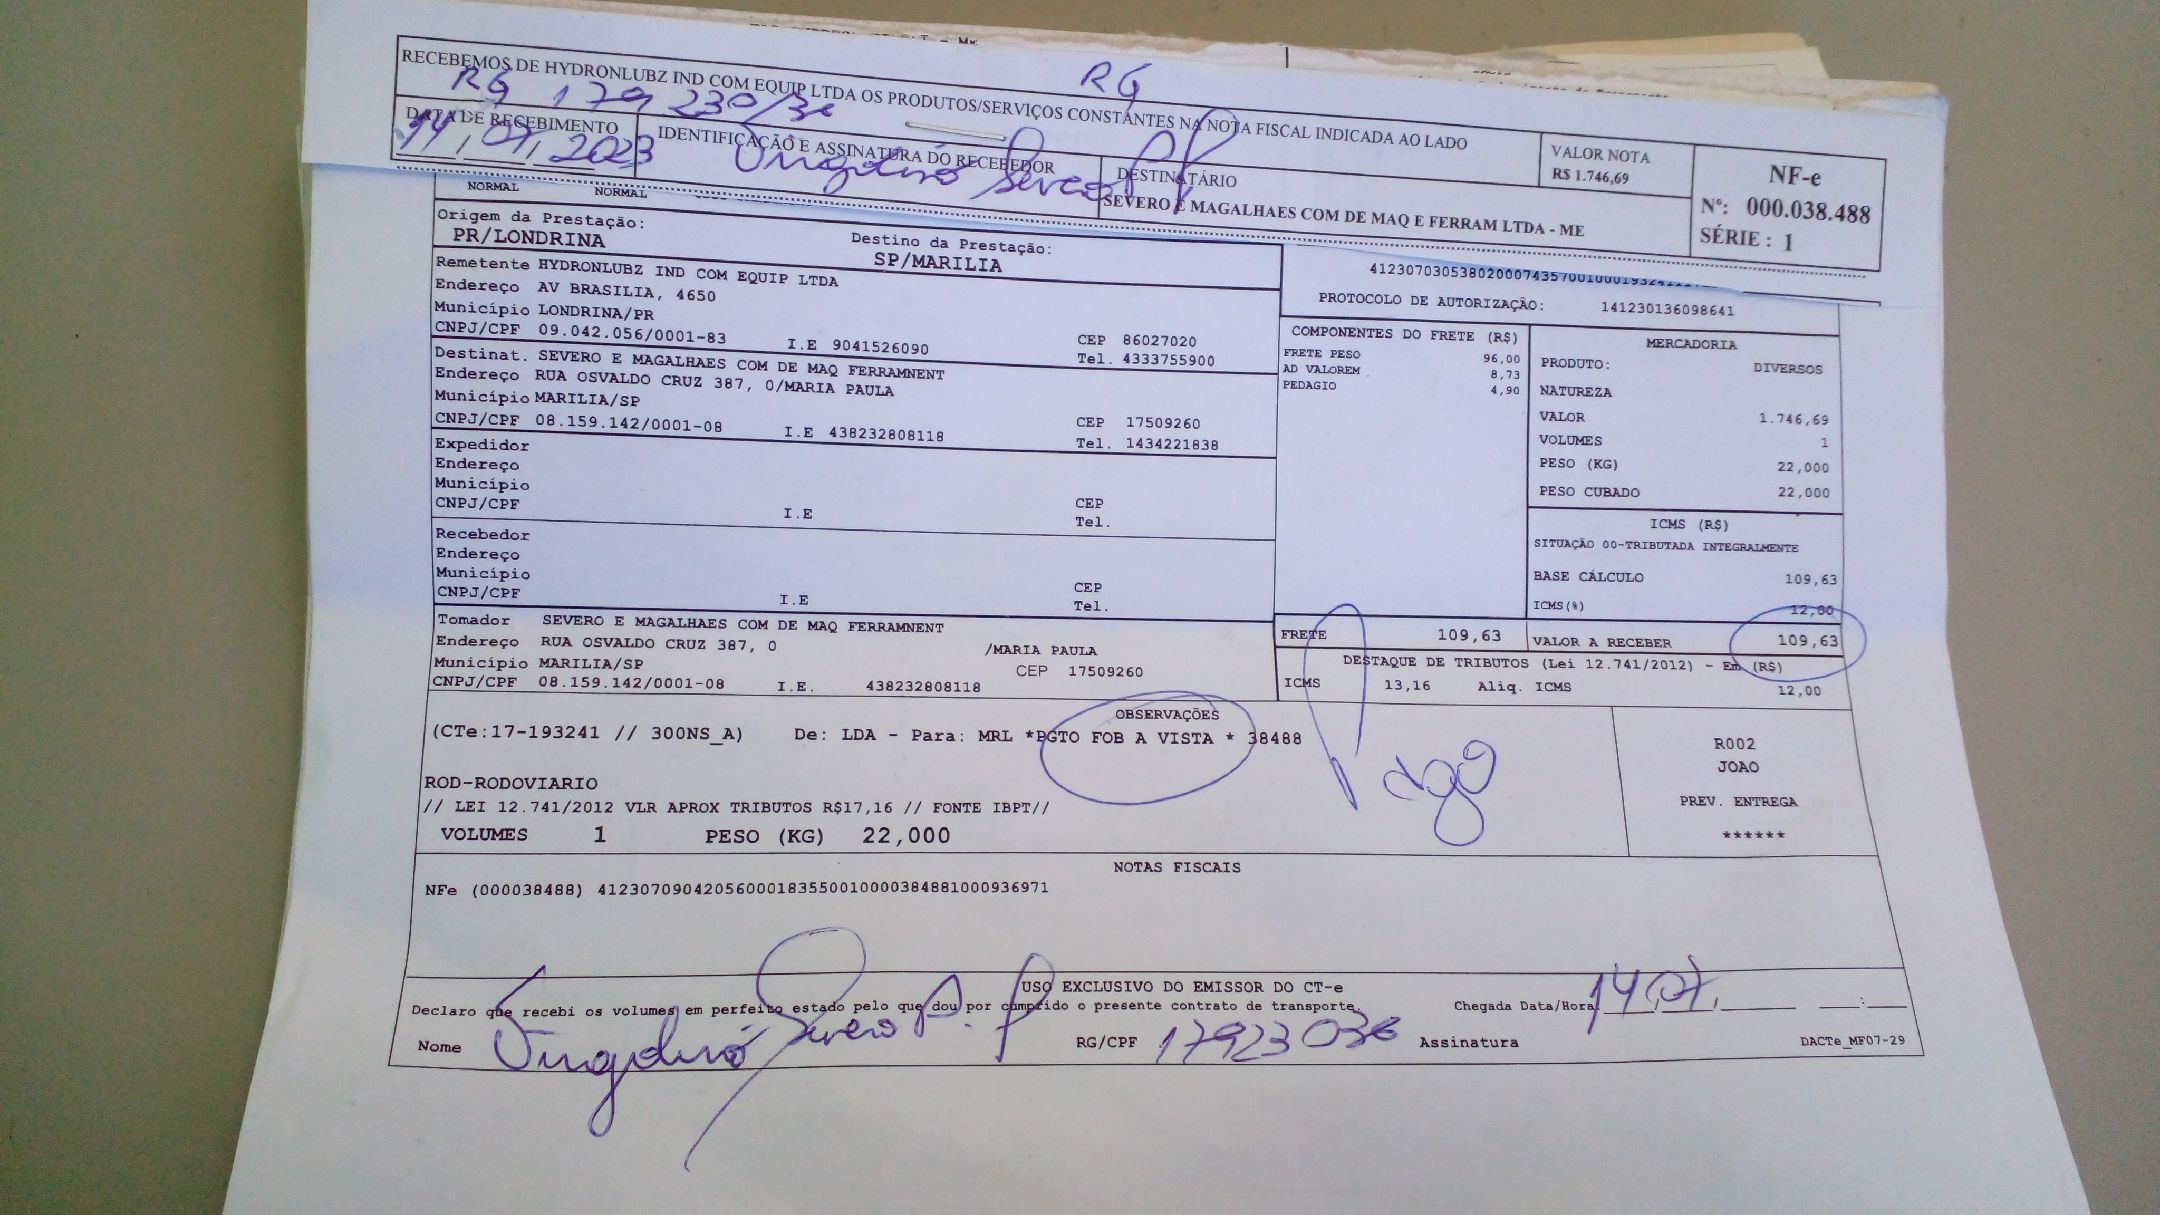 RECEBEMOS DE HYDRONLUBZ IND COM EQUIP LTDA OS PRODUTOS/SERVIÇOS CONSTANTES NA NOTA FISCAL INDICADA AO LADO
RG 179 230/3
RG
DATA DE RECEBIMENTO
14, 07, 2023
IDENTIFICAÇÃO E ASSINATURA DO RECEBEDOR
DESTINATÁRIO
SEVERO E MAGALHAES COM DE MAQ E FERRAM LTDA - ME
VALOR NOTA
R$ 1.746,69
NF-e
Nº: 000.038.488
SÉRIE : 1
NORMAL NORMAL
Origem da Prestação:
PR/LONDRINA
Destino da Prestação:
SP/MARILIA
Remetente HYDRONLUBZ IND COM EQUIP LTDA
Endereço AV BRASILIA, 4650
Município LONDRINA/PR
CNPJ/CPF 09.042.056/0001-83 I.E 9041526090
CEP 86027020
Tel. 4333755900
Destinat. SEVERO E MAGALHAES COM DE MAQ FERRAMNENT
Endereço RUA OSVALDO CRUZ 387, 0/MARIA PAULA
Município MARILIA/SP
CNPJ/CPF 08.159.142/0001-08 I.E 438232808118
CEP 17509260
Tel. 1434221838
Expedidor
Endereço
Município
CNPJ/CPF I.E
CEP
Tel.
Recebedor
Endereço
Município
CNPJ/CPF I.E
CEP
Tel.
Tomador SEVERO E MAGALHAES COM DE MAQ FERRAMNENT
Endereço RUA OSVALDO CRUZ 387, 0 /MARIA PAULA
Município MARILIA/SP CEP 17509260
CNPJ/CPF 08.159.142/0001-08 I.E. 438232808118
PROTOCOLO DE AUTORIZAÇÃO: 141230136098641
COMPONENTES DO FRETE (R$)
FRETE PESO 96,00
AD VALOREM 8,73
PEDAGIO 4,90
MERCADORIA
PRODUTO: DIVERSOS
NATUREZA
VALOR 1.746,69
VOLUMES 1
PESO (KG) 22,000
PESO CUBADO 22,000
ICMS (R$)
SITUAÇÃO 00-TRIBUTADA INTEGRALMENTE
BASE CÁLCULO 109,63
ICMS(%) 12,00
FRETE 109,63 VALOR A RECEBER 109,63
DESTAQUE DE TRIBUTOS (Lei 12.741/2012) - Em (R$)
ICMS 13,16 Aliq. ICMS 12,00
OBSERVAÇÕES
(CTe:17-193241 // 300NS_A) De: LDA - Para: MRL *PGTO FOB A VISTA * 38488
Pago
ROD-RODOVIARIO
// LEI 12.741/2012 VLR APROX TRIBUTOS R$17,16 // FONTE IBPT//
VOLUMES 1 PESO (KG) 22,000
R002
JOAO
PREV. ENTREGA
******
NOTAS FISCAIS
NFe (000038488) 41230709042056000183550010000384881000936971
USO EXCLUSIVO DO EMISSOR DO CT-e
Declaro que recebi os volumes em perfeito estado pelo que dou por cumprido o presente contrato de transporte.
Chegada Data/Hora 14, 07, :
Nome
RG/CPF 1792303
Assinatura
DACTe_MF07-29